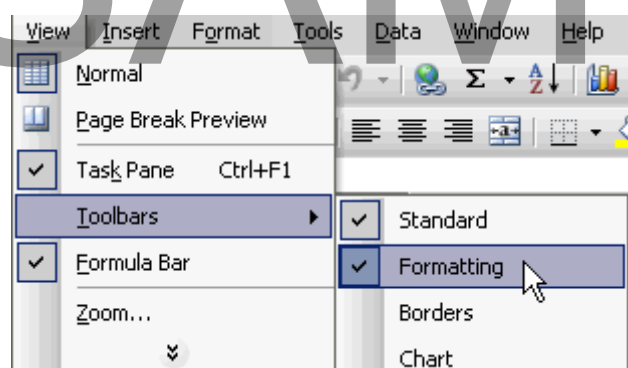 View Insert Format Tools Data Window Help
Normal
Page Break Preview
Task Pane Ctrl+F1
Toolbars
Formula Bar
Zoom...
Standard
Formatting
Borders
Chart